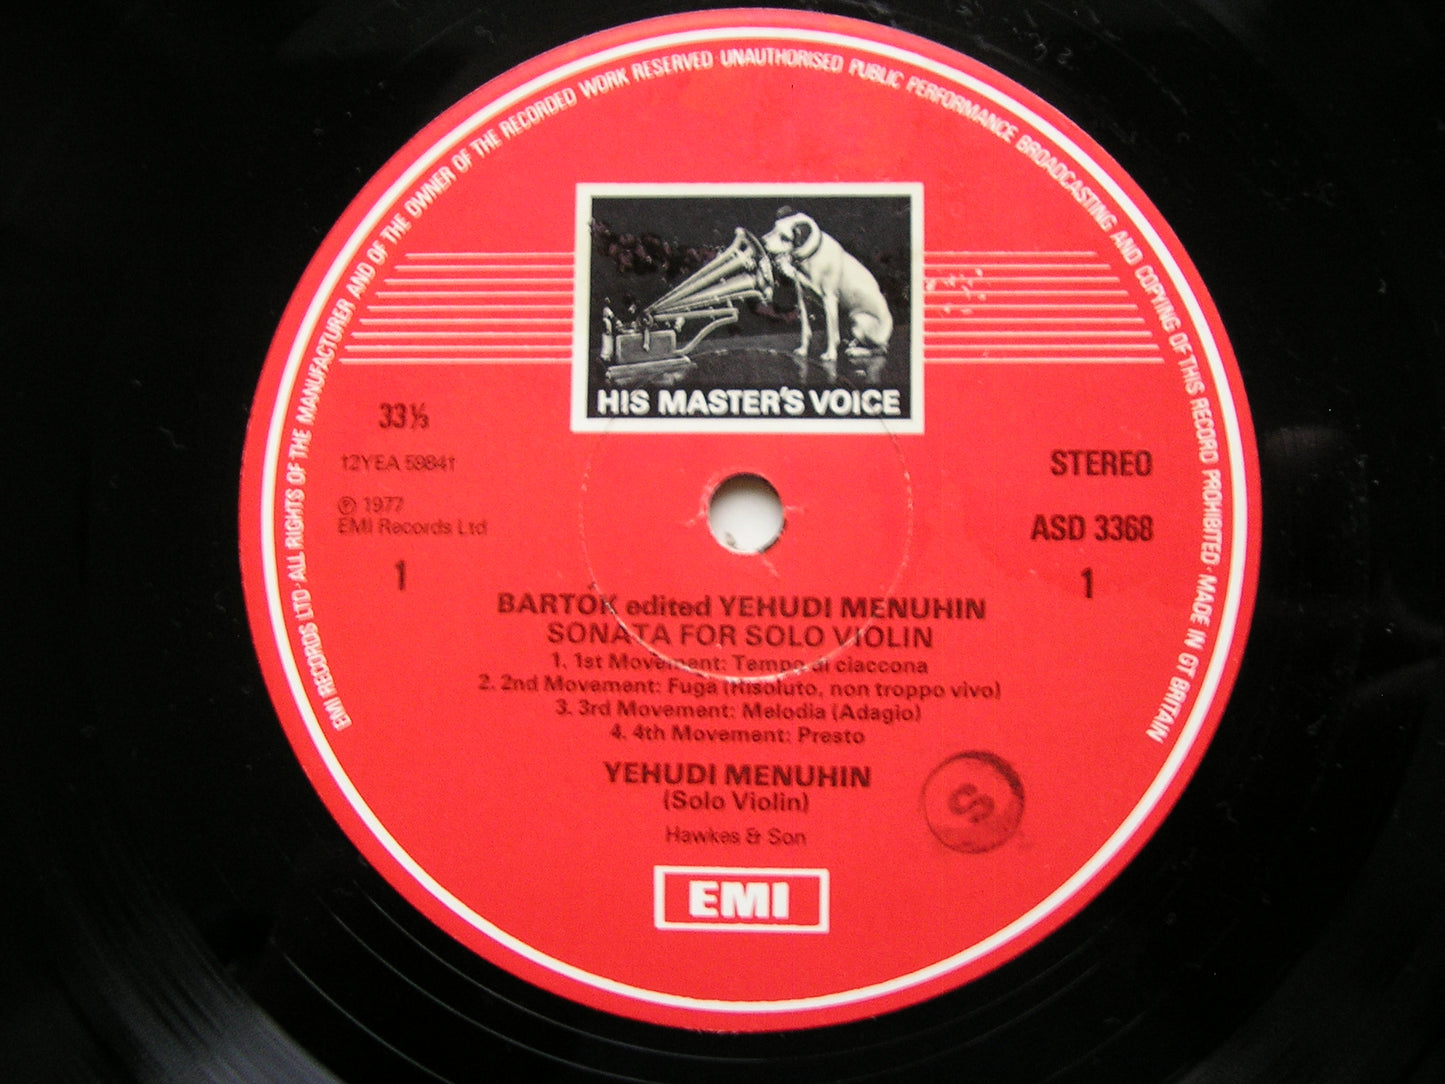 EMI RECORDS LTD · ALL RIGHTS OF THE MANUFACTURER AND OF THE OWNER OF THE RECORDED WORK RESERVED · UNAUTHORISED PUBLIC PERFORMANCE BROADCASTING AND COPYING OF THIS RECORD PROHIBITED · MADE IN GT BRITAIN
HIS MASTER'S VOICE
33⅓
STEREO
†2YEA 5984†
℗ 1977
EMI Records Ltd
ASD 3368
1
1
BARTÓK edited YEHUDI MENUHIN
SONATA FOR SOLO VIOLIN
1. 1st Movement: Tempo di ciaccona
2. 2nd Movement: Fuga (Risoluto, non troppo vivo)
3. 3rd Movement: Melodia (Adagio)
4. 4th Movement: Presto
YEHUDI MENUHIN
(Solo Violin)
S
Hawkes & Son
EMI